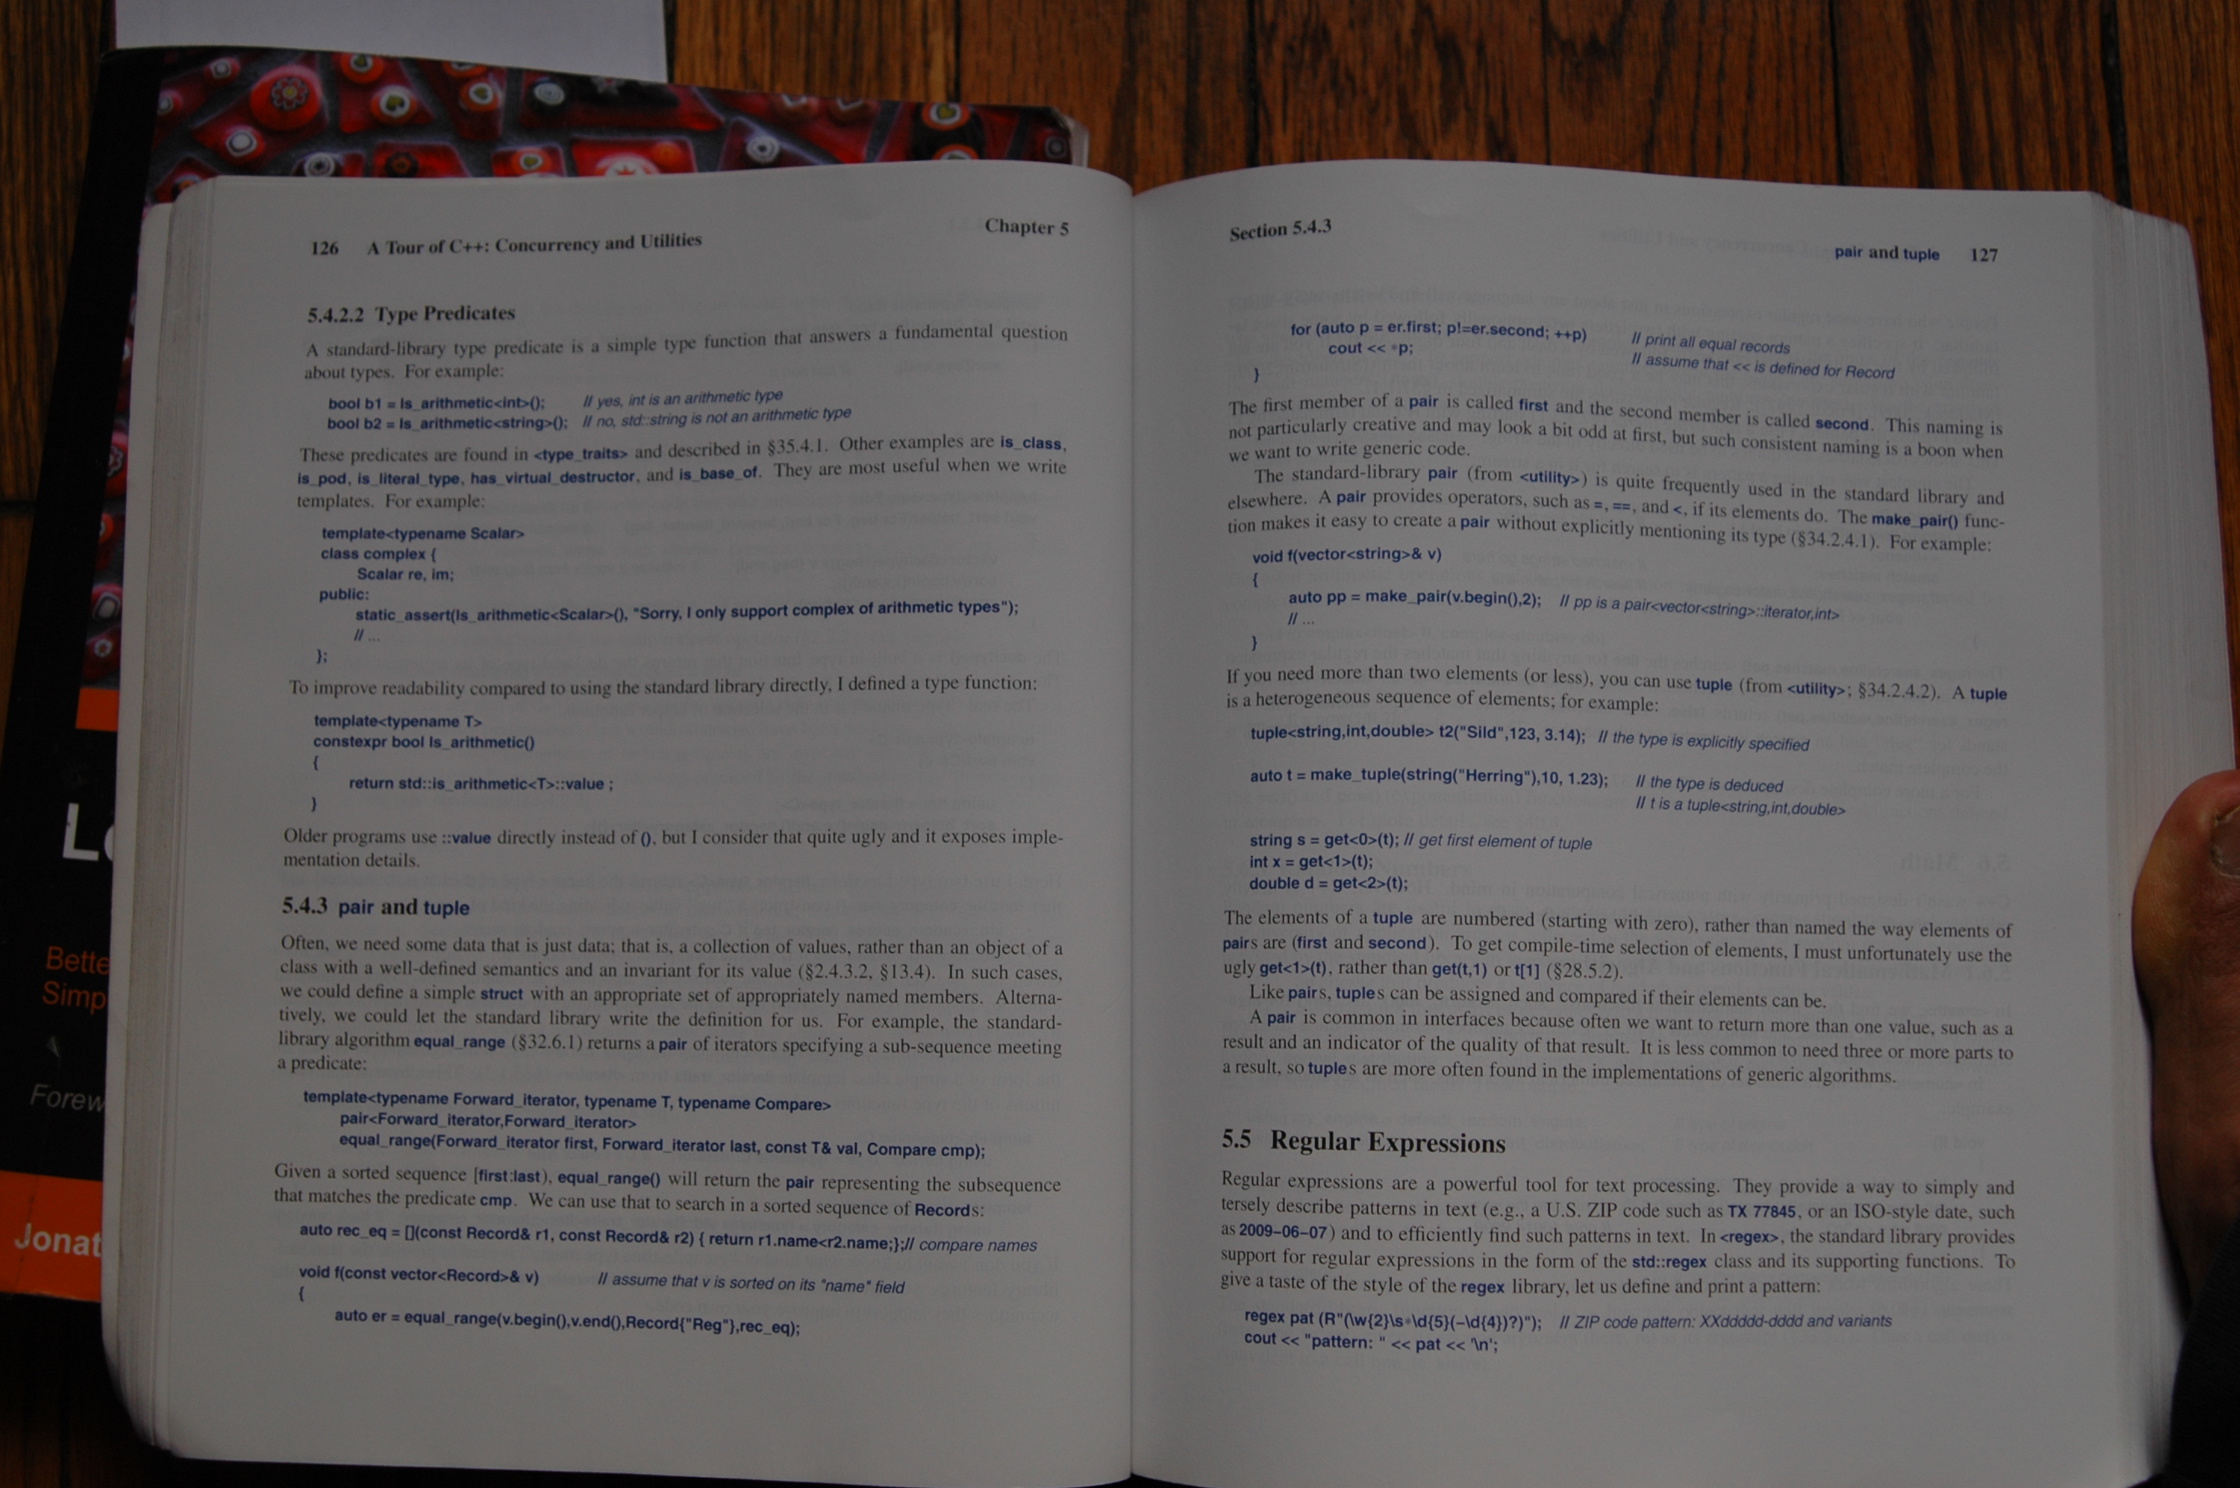 126 A Tour of C++: Concurrency and Utilities Chapter 5
5.4.2.2 Type Predicates
A standard-library type predicate is a simple type function that answers a fundamental question
about types. For example:
bool b1 = Is_arithmetic<int>(); // yes, int is an arithmetic type
bool b2 = Is_arithmetic<string>(); // no, std::string is not an arithmetic type
These predicates are found in <type_traits> and described in §35.4.1. Other examples are is_class,
is_pod, is_literal_type, has_virtual_destructor, and is_base_of. They are most useful when we write
templates. For example:
template<typename Scalar>
class complex {
Scalar re, im;
public:
static_assert(Is_arithmetic<Scalar>(), "Sorry, I only support complex of arithmetic types");
// ...
};
To improve readability compared to using the standard library directly, I defined a type function:
template<typename T>
constexpr bool Is_arithmetic()
{
return std::is_arithmetic<T>::value ;
}
Older programs use ::value directly instead of (), but I consider that quite ugly and it exposes imple-
mentation details.
5.4.3 pair and tuple
Often, we need some data that is just data; that is, a collection of values, rather than an object of a
class with a well-defined semantics and an invariant for its value (§2.4.3.2, §13.4). In such cases,
we could define a simple struct with an appropriate set of appropriately named members. Alterna-
tively, we could let the standard library write the definition for us. For example, the standard-
library algorithm equal_range (§32.6.1) returns a pair of iterators specifying a sub-sequence meeting
a predicate:
template<typename Forward_iterator, typename T, typename Compare>
pair<Forward_iterator,Forward_iterator>
equal_range(Forward_iterator first, Forward_iterator last, const T& val, Compare cmp);
Given a sorted sequence [first:last), equal_range() will return the pair representing the subsequence
that matches the predicate cmp. We can use that to search in a sorted sequence of Records:
auto rec_eq = [](const Record& r1, const Record& r2) { return r1.name<r2.name;};// compare names
void f(const vector<Record>& v) // assume that v is sorted on its "name" field
{
auto er = equal_range(v.begin(),v.end(),Record{"Reg"},rec_eq);
Section 5.4.3 pair and tuple 127
for (auto p = er.first; p!=er.second; ++p) // print all equal records
cout << *p; // assume that << is defined for Record
}
The first member of a pair is called first and the second member is called second. This naming is
not particularly creative and may look a bit odd at first, but such consistent naming is a boon when
we want to write generic code.
The standard-library pair (from <utility>) is quite frequently used in the standard library and
elsewhere. A pair provides operators, such as =, ==, and <, if its elements do. The make_pair() func-
tion makes it easy to create a pair without explicitly mentioning its type (§34.2.4.1). For example:
void f(vector<string>& v)
{
auto pp = make_pair(v.begin(),2); // pp is a pair<vector<string>::iterator,int>
// ...
}
If you need more than two elements (or less), you can use tuple (from <utility>; §34.2.4.2). A tuple
is a heterogeneous sequence of elements; for example:
tuple<string,int,double> t2("Sild",123, 3.14); // the type is explicitly specified
auto t = make_tuple(string("Herring"),10, 1.23); // the type is deduced
// t is a tuple<string,int,double>
string s = get<0>(t); // get first element of tuple
int x = get<1>(t);
double d = get<2>(t);
The elements of a tuple are numbered (starting with zero), rather than named the way elements of
pairs are (first and second). To get compile-time selection of elements, I must unfortunately use the
ugly get<1>(t), rather than get(t,1) or t[1] (§28.5.2).
Like pairs, tuples can be assigned and compared if their elements can be.
A pair is common in interfaces because often we want to return more than one value, such as a
result and an indicator of the quality of that result. It is less common to need three or more parts to
a result, so tuples are more often found in the implementations of generic algorithms.
5.5 Regular Expressions
Regular expressions are a powerful tool for text processing. They provide a way to simply and
tersely describe patterns in text (e.g., a U.S. ZIP code such as TX 77845, or an ISO-style date, such
as 2009–06–07) and to efficiently find such patterns in text. In <regex>, the standard library provides
support for regular expressions in the form of the std::regex class and its supporting functions. To
give a taste of the style of the regex library, let us define and print a pattern:
regex pat (R"(\w{2}\s*\d{5}(–\d{4})?)"); // ZIP code pattern: XXddddd-dddd and variants
cout << "pattern: " << pat << '\n';
Bette
Simp
Forew
Jonat